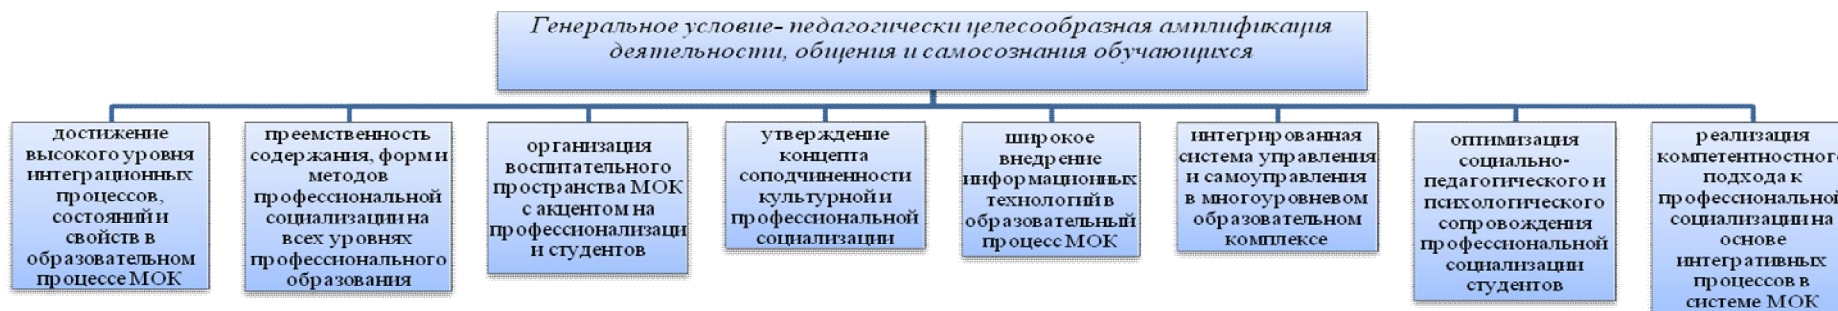 Генеральное условие- педагогически целесообразная амплификация
деятельности, общения и самосознания обучающихся
достижение
высокого уровня
интеграционных
процессов,
состояний и
свойств в
образовательном
процессе МОК
преемственность
содержания, форм и
методов
профессиональной
социализации на
всех уровнях
профессионального
образования
организация
воспитательного
пространства МОК
с акцентом на
профессионализаци
и студентов
утверждение
концепта
соподчиненности
культурной и
профессиональной
социализации
широкое
внедрение
информационных
технологий в
образовательный
процесс МОК
интегрированная
система управления
и самоуправления
в многоуровневом
образовательном
комплексе
оптимизация
социально-
педагогического и
психологического
сопровождения
профессиональной
социализации
студентов
реализация
компетентностного
подхода к
профессиональной
социализации на
основе
интегративных
процессов в
системе МОК